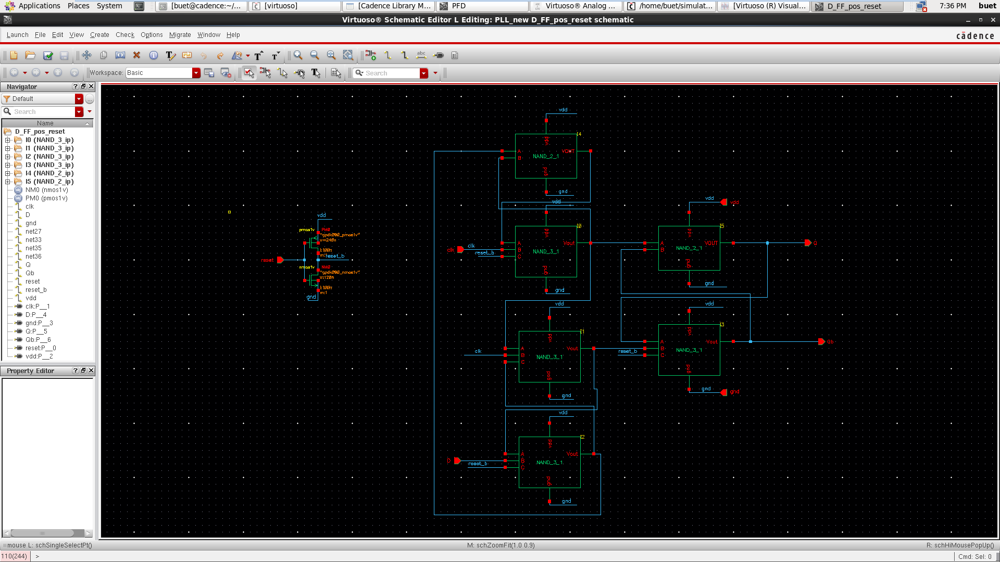 Applications Places System [buet@cadence:~/... [virtuoso] [Cadence Library M... PFD Virtuoso® Analog ... /home/buet/simulat... [Virtuoso (R) Visual... D_FF_pos_reset 7:36 PM buet
Virtuoso® Schematic Editor L Editing: PLL_new D_FF_pos_reset schematic
Launch File Edit View Create Check Options Migrate Window Help
cādence
Workspace: Basic Search
Navigator
Default
Search
Name
D_FF_pos_reset
I0 (NAND_3_ip)
I1 (NAND_3_ip)
I2 (NAND_3_ip)
I3 (NAND_3_ip)
I4 (NAND_2_ip)
I5 (NAND_2_ip)
NM0 (nmos1v)
PM0 (pmos1v)
clk
D
gnd
net27
net33
net35
net36
Q
Qb
reset
reset_b
vdd
clk:P__1
D:P__4
gnd:P__3
Q:P__5
Qb:P__6
reset:P__0
vdd:P__2
Property Editor
vdd
pmos1v PM0
"gpdk090_pmos1v"
w=240n
l:100n
m:1
reset_b
reset
nmos1v NM0
"gpdk090_nmos1v"
w:120n
l:100n
m:1
gnd
vdd
I4
vdd
A VOUT
B
NAND_2_1
gnd
gnd
vdd
I0
vdd
clk clk A Vout
B
reset_b C
NAND_3_1
gnd
gnd
vdd
I1
vdd
A Vout
clk B
C
NAND_3_1
gnd
gnd
vdd
I2
vdd
A Vout
D B
reset_b C
NAND_3_1
gnd
gnd
vdd vdd
I5
vdd
A VOUT Q
B
NAND_2_1
gnd
gnd
vdd
I3
vdd
A Vout Qb
B
reset_b C
NAND_3_1
gnd
gnd gnd
mouse L: schSingleSelectPt() M: schZoomFit(1.0 0.9) R: schHiMousePopUp()
110(244) > Cmd: Sel: 0